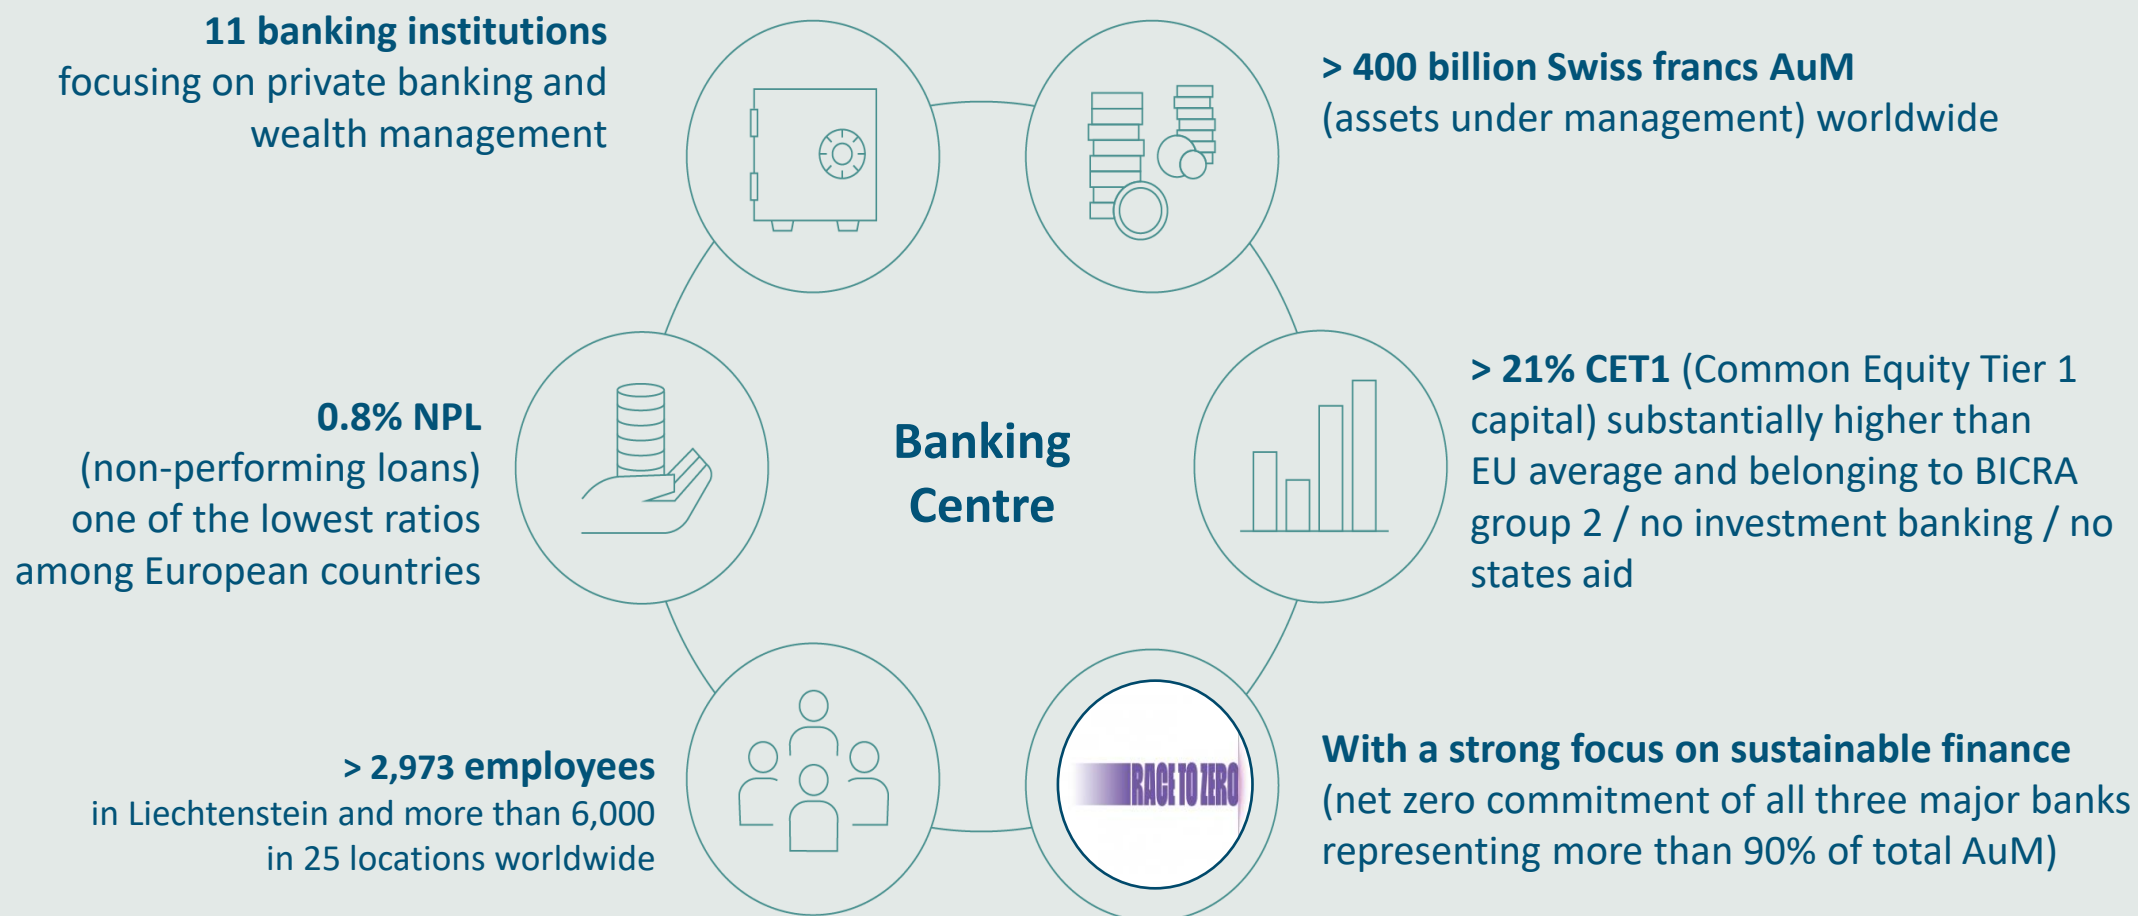 11 banking institutions
focusing on private banking and
wealth management
> 400 billion Swiss francs AuM
(assets under management) worldwide
0.8% NPL
(non-performing loans)
one of the lowest ratios
among European countries
Banking
Centre
> 21% CET1 (Common Equity Tier 1
capital) substantially higher than
EU average and belonging to BICRA
group 2 / no investment banking / no
states aid
> 2,973 employees
in Liechtenstein and more than 6,000
in 25 locations worldwide
RACE TO ZERO
With a strong focus on sustainable finance
(net zero commitment of all three major banks
representing more than 90% of total AuM)